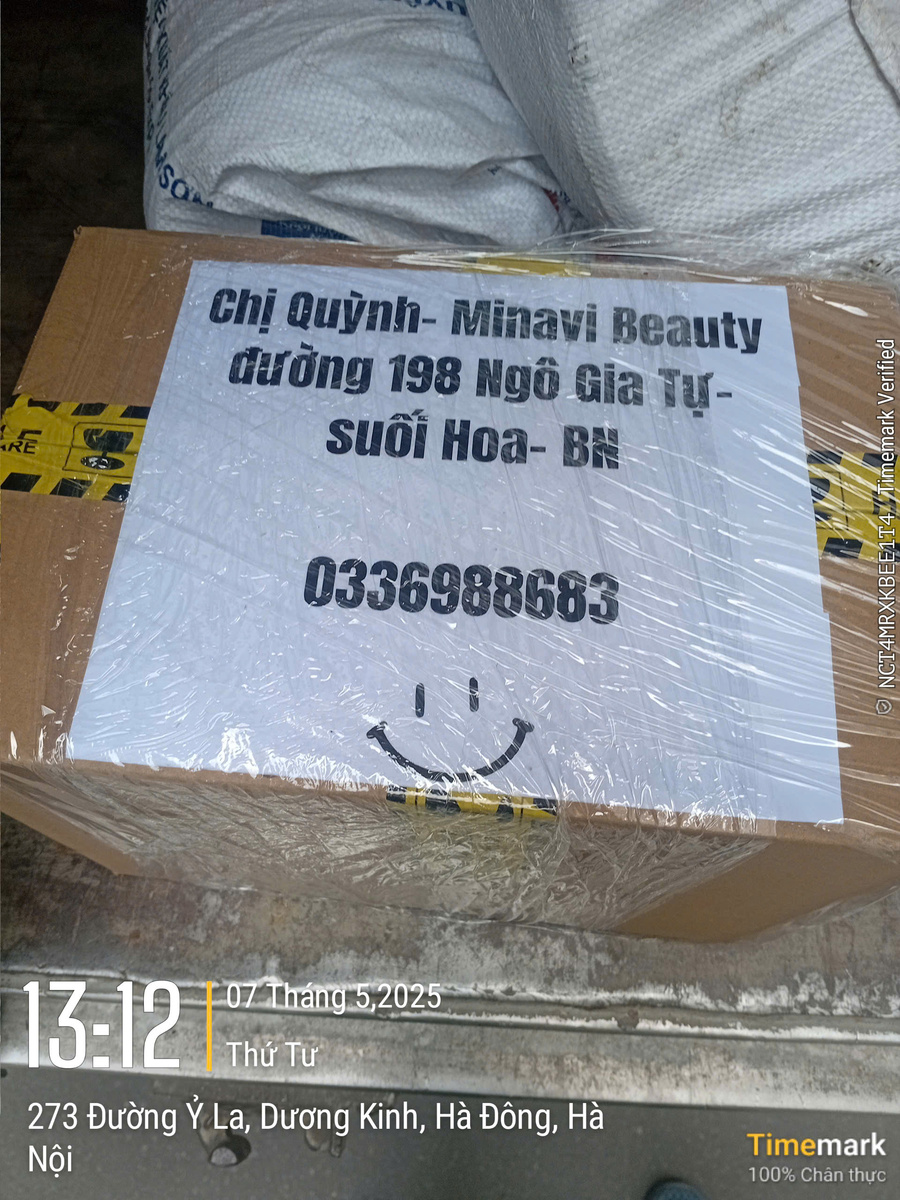 Chị Quỳnh- Minavi Beauty
đường 198 Ngô Gia Tự-
suối Hoa- BN
0336988683
ARE
13:12
07 Tháng 5,2025
Thứ Tư
273 Đường Ỷ La, Dương Kinh, Hà Đông, Hà
Nội
Timemark
100% Chân thực
NCT4MRXKBEE1T4 Timemark Verified